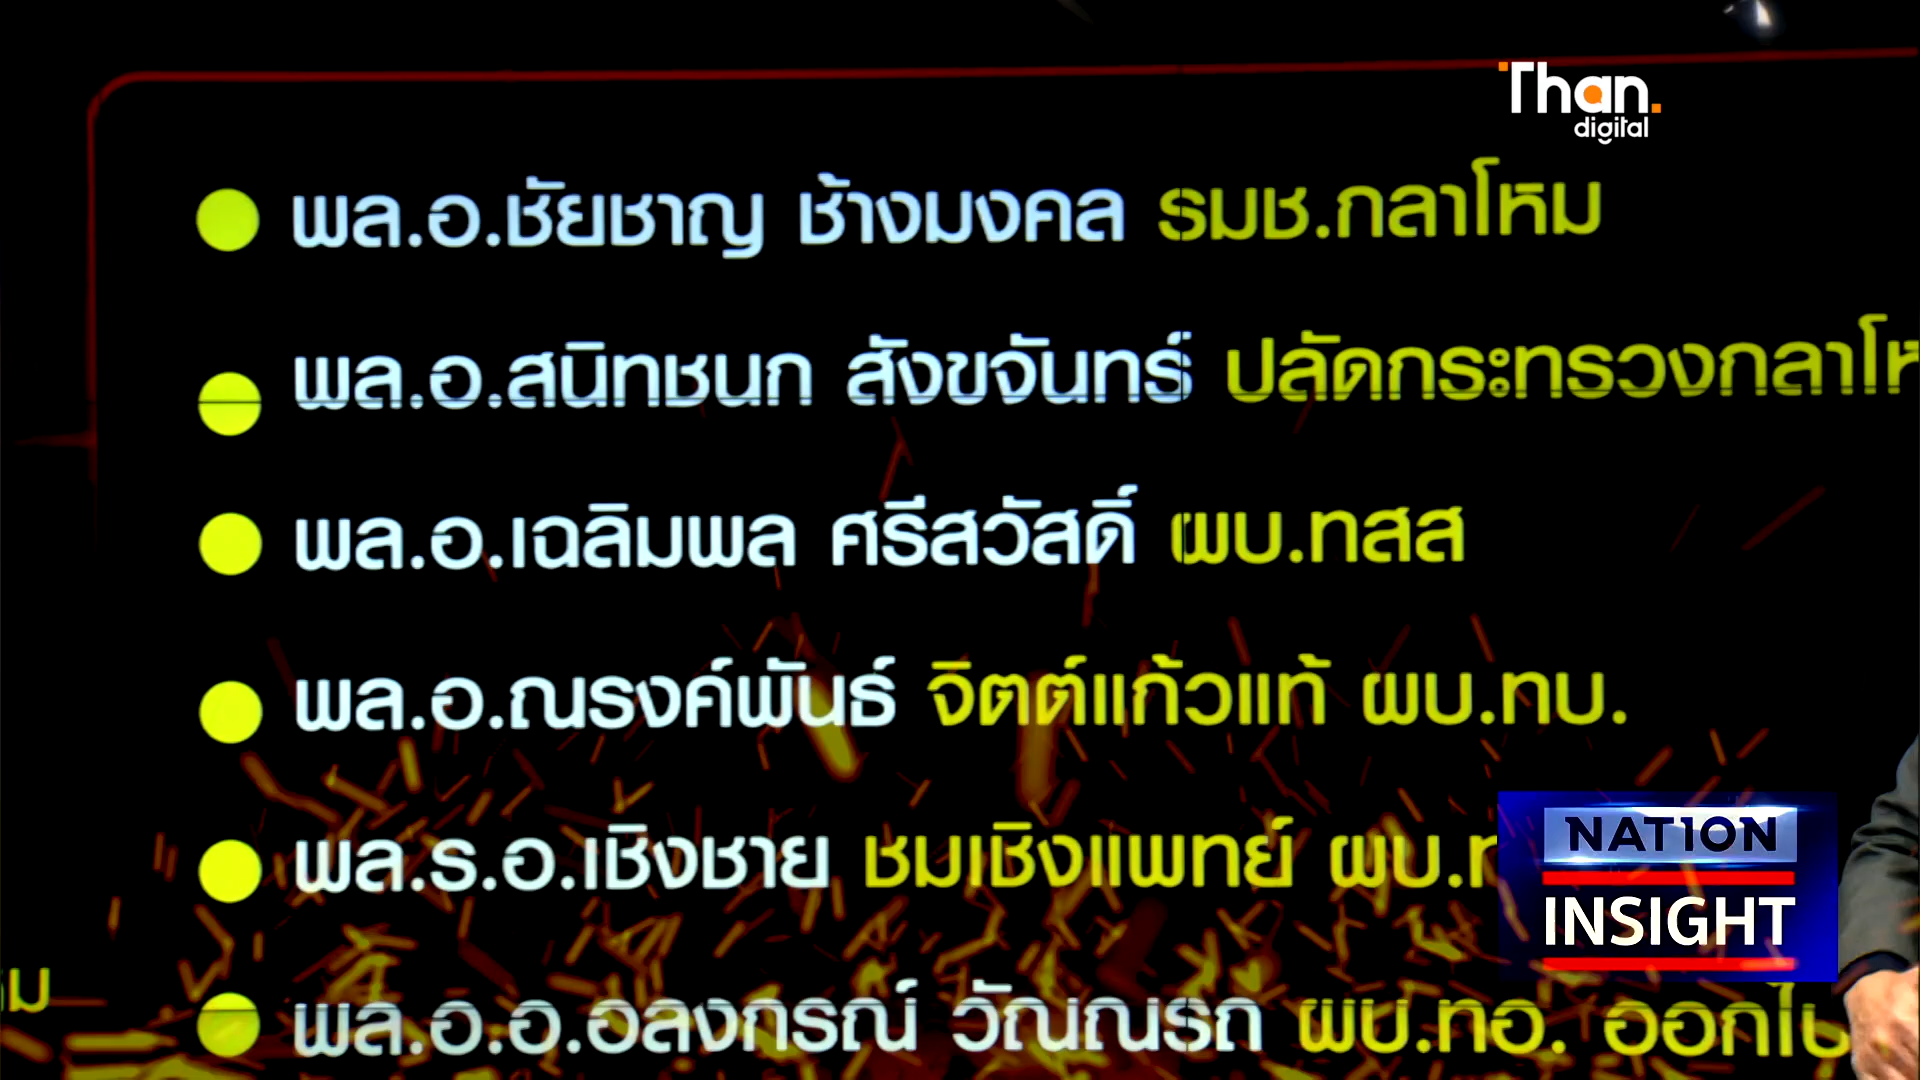 Than.
digital
พล.อ.ชัยชาญ ช้างมงคล รมช.กลาโหม
พล.อ.สนิทชนก สังขจันทร์ ปลัดกระทรวงกลาโห
พล.อ.เฉลิมพล ศรีสวัสดิ์ ผบ.ทสส
พล.อ.ณรงค์พันธ์ จิตต์แก้วแท้ ผบ.ทบ.
พล.ร.อ.เชิงชาย ชมเชิงแพทย์ ผบ.ท
NATION
INSIGHT
พล.อ.อ.อลงกรณ์ วัณณรถ ผบ.ทอ. ออกไป